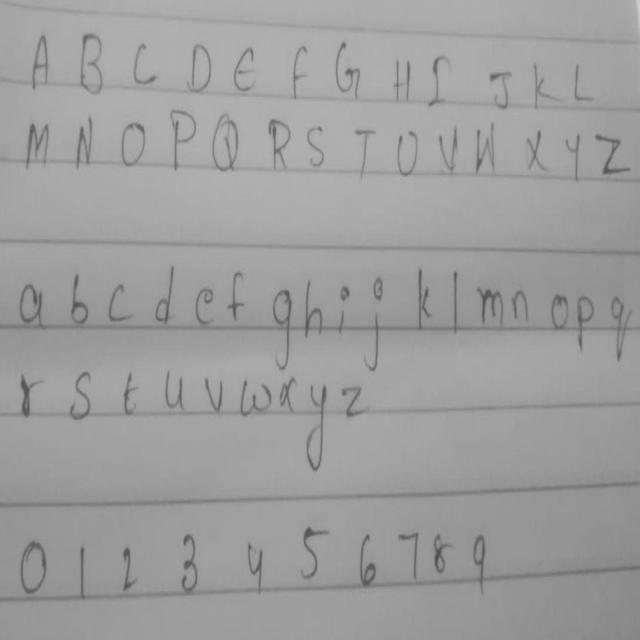 A B C D E F G H I J K L
M N O P Q R S T U V W X Y Z
a b c d e f g h i j k l m n o p q
r s t u v w x y z
0 1 2 3 4 5 6 7 8 9